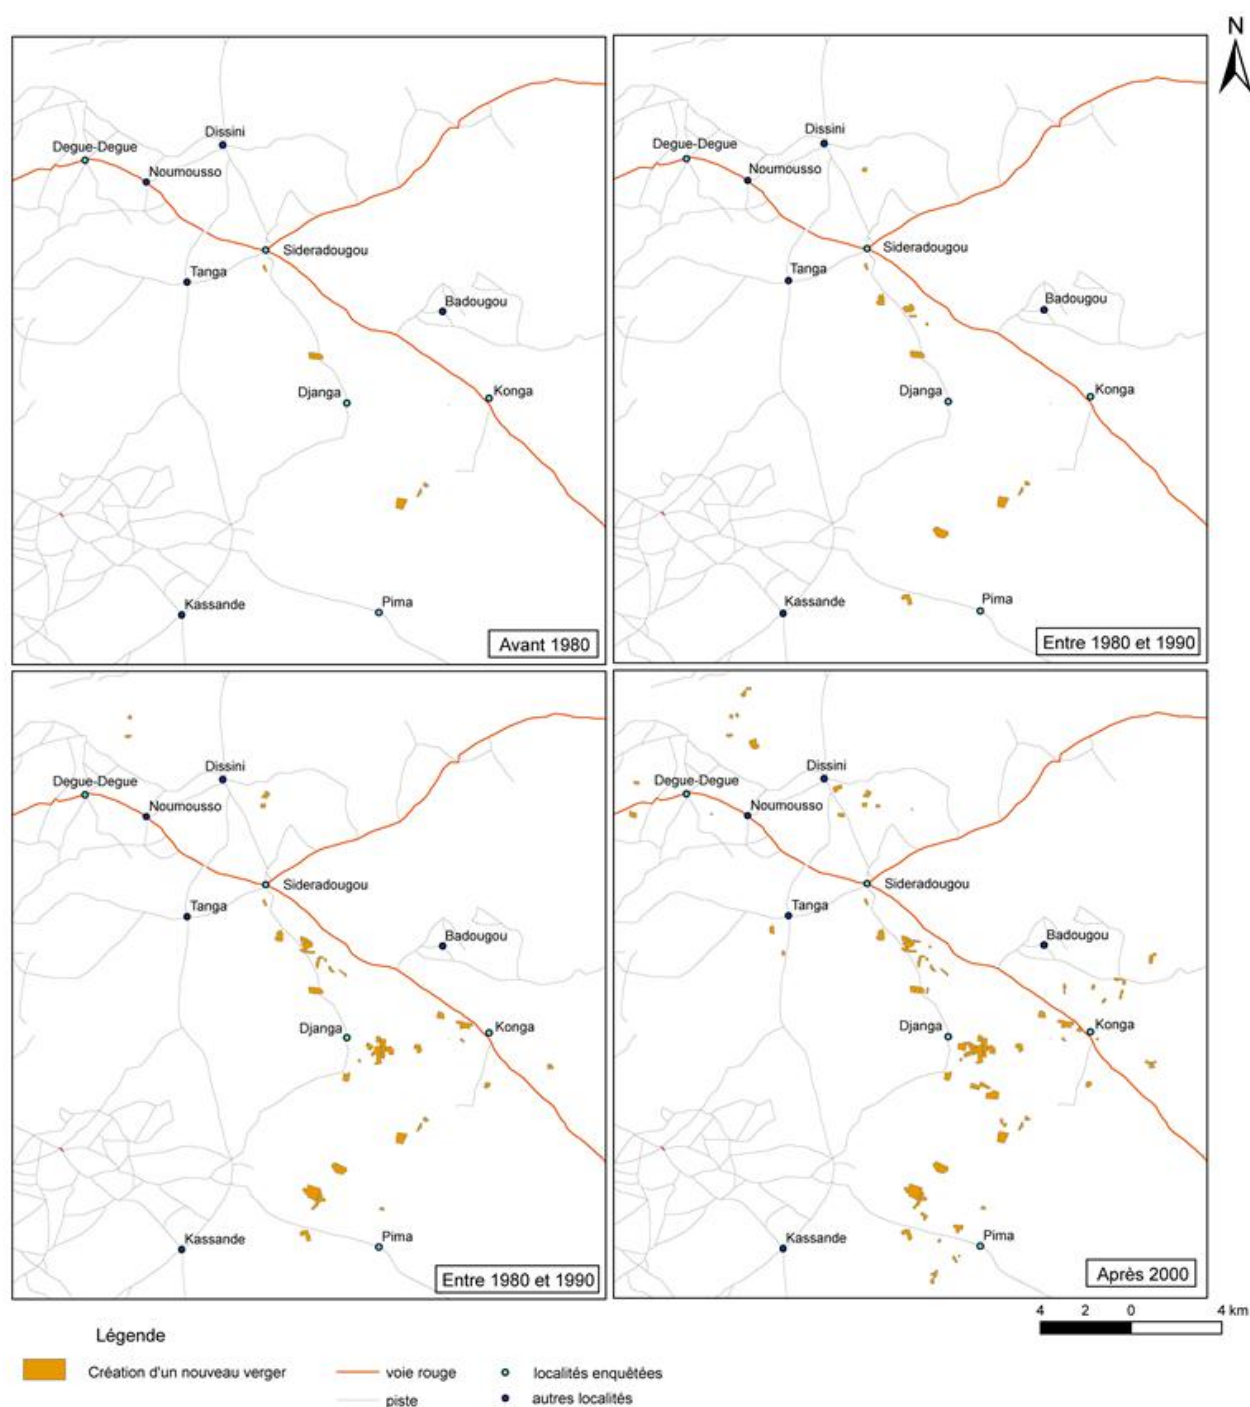 N
Dissini
Degue-Degue
Noumousso
Sideradougou
Tanga
Badougou
Djanga
Konga
Kassande
Pima
Avant 1980
Dissini
Degue-Degue
Noumousso
Sideradougou
Tanga
Badougou
Djanga
Konga
Kassande
Pima
Entre 1980 et 1990
Dissini
Degue-Degue
Noumousso
Sideradougou
Tanga
Badougou
Djanga
Konga
Kassande
Pima
Entre 1980 et 1990
Dissini
Degue-Degue
Noumousso
Sideradougou
Tanga
Badougou
Djanga
Konga
Kassande
Pima
Après 2000
4 2 0 4 km
Légende
Création d'un nouveau verger
voie rouge
piste
localités enquêtées
autres localités